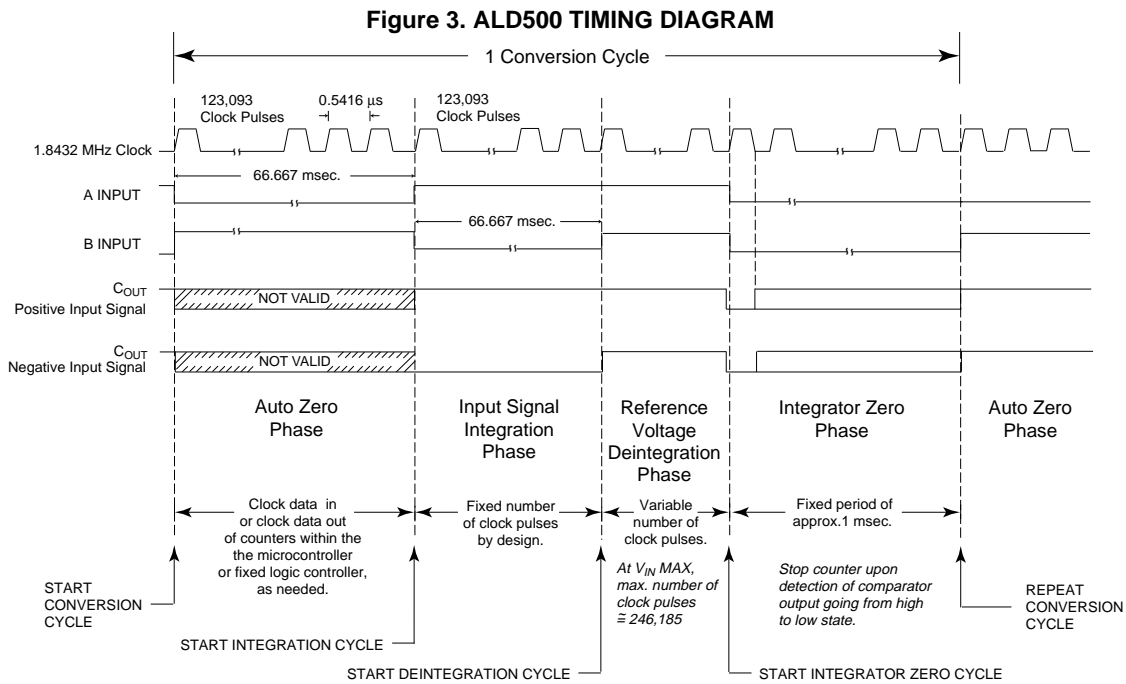 Figure 3. ALD500 TIMING DIAGRAM
1 Conversion Cycle
123,093
Clock Pulses
0.5416 µs
123,093
Clock Pulses
1.8432 MHz Clock
66.667 msec.
A INPUT
66.667 msec.
B INPUT
COUT
Positive Input Signal
NOT VALID
COUT
Negative Input Signal
NOT VALID
Auto Zero
Phase
Input Signal
Integration
Phase
Reference
Voltage
Deintegration
Phase
Integrator Zero
Phase
Auto Zero
Phase
Clock data in
or clock data out
of counters within the
the microcontroller
or fixed logic controller,
as needed.
Fixed number
of clock pulses
by design.
Variable
number of
clock pulses.
At VIN MAX,
max. number of
clock pulses
≅ 246,185
Fixed period of
approx.1 msec.
Stop counter upon
detection of comparator
output going from high
to low state.
START
CONVERSION
CYCLE
START INTEGRATION CYCLE
START DEINTEGRATION CYCLE
START INTEGRATOR ZERO CYCLE
REPEAT
CONVERSION
CYCLE